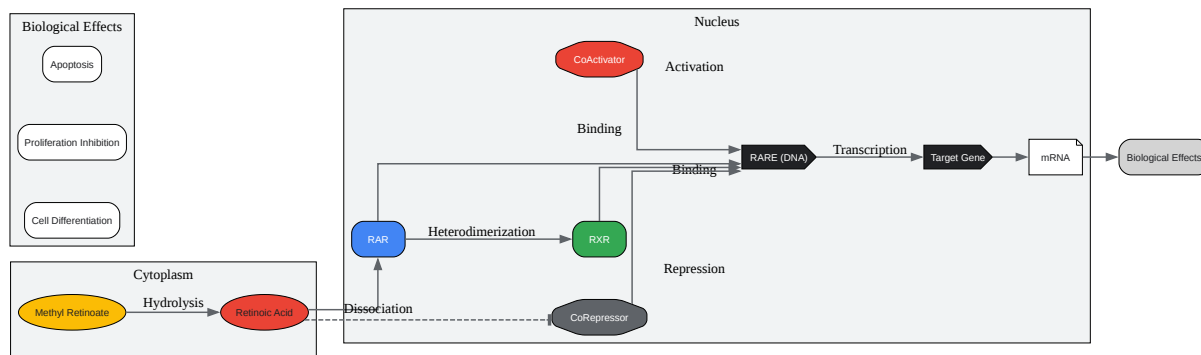 Biological Effects
Apoptosis
Proliferation Inhibition
Cell Differentiation
Cytoplasm
Methyl Retinoate
Hydrolysis
Retinoic Acid
Nucleus
CoActivator
Activation
Binding
RARE (DNA)
Binding
Transcription
Target Gene
mRNA
Biological Effects
RAR
Heterodimerization
RXR
Repression
Dissociation
CoRepressor